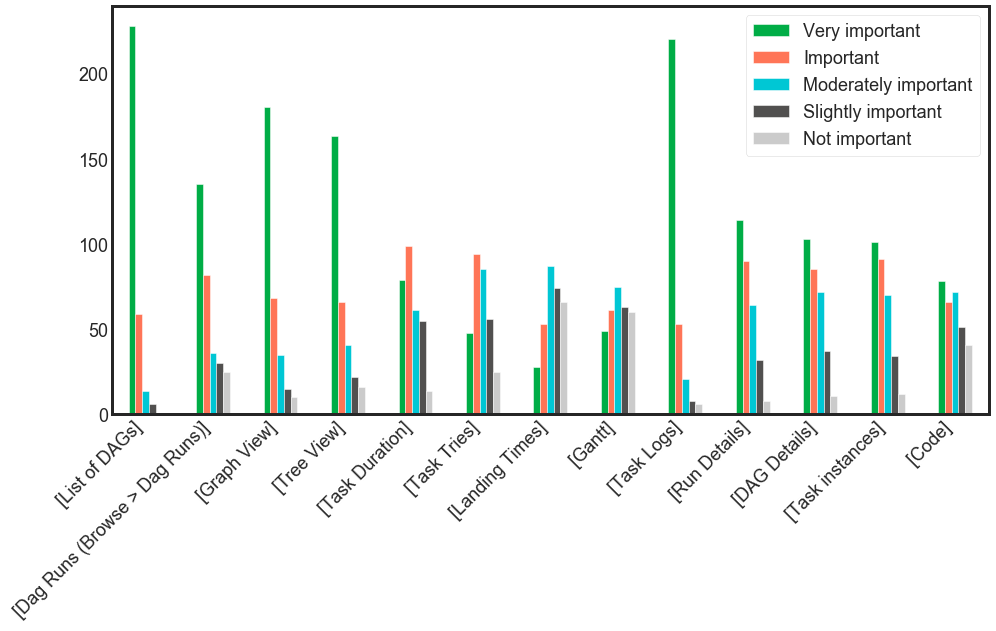 Very important
Important
Moderately important
Slightly important
Not important
200
150
100
50
0
[List of DAGs]
[Dag Runs (Browse > Dag Runs)]
[Graph View]
[Tree View]
[Task Duration]
[Task Tries]
[Landing Times]
[Gantt]
[Task Logs]
[Run Details]
[DAG Details]
[Task instances]
[Code]